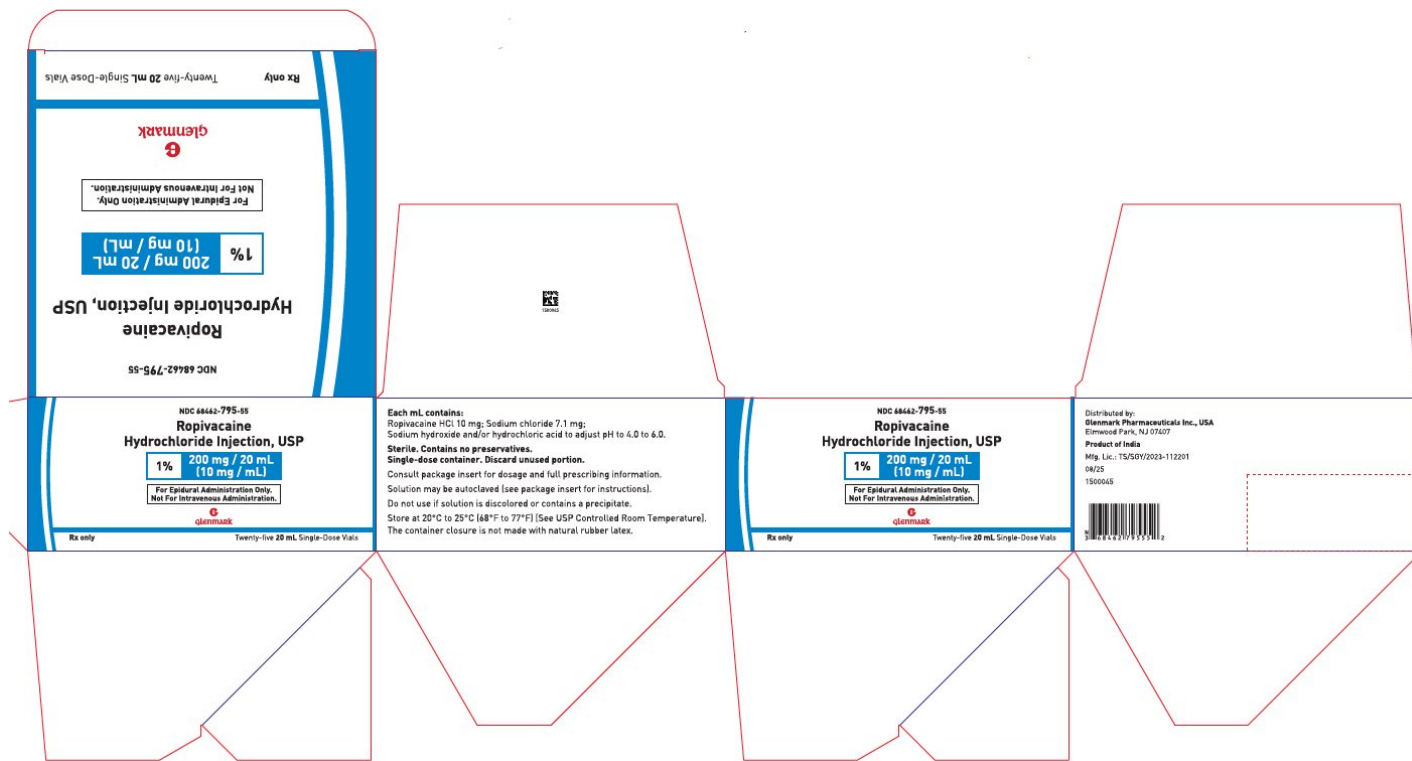 Rx only
Twenty-five 20 mL Single-Dose Vials
glenmark
For Epidural Administration Only.
Not For Intravenous Administration.
1%
200 mg / 20 mL
(10 mg / mL)
Ropivacaine
Hydrochloride Injection, USP
NDC 68462-795-55
1500045
NDC 68462-795-55
Ropivacaine
Hydrochloride Injection, USP
1%
200 mg / 20 mL
(10 mg / mL)
For Epidural Administration Only.
Not For Intravenous Administration.
glenmark
Rx only
Twenty-five 20 mL Single-Dose Vials
Each mL contains:
Ropivacaine HCl 10 mg; Sodium chloride 7.1 mg;
Sodium hydroxide and/or hydrochloric acid to adjust pH to 4.0 to 6.0.
Sterile. Contains no preservatives.
Single-dose container. Discard unused portion.
Consult package insert for dosage and full prescribing information.
Solution may be autoclaved (see package insert for instructions).
Do not use if solution is discolored or contains a precipitate.
Store at 20°C to 25°C (68°F to 77°F) [See USP Controlled Room Temperature].
The container closure is not made with natural rubber latex.
NDC 68462-795-55
Ropivacaine
Hydrochloride Injection, USP
1%
200 mg / 20 mL
(10 mg / mL)
For Epidural Administration Only.
Not For Intravenous Administration.
glenmark
Rx only
Twenty-five 20 mL Single-Dose Vials
Distributed by:
Glenmark Pharmaceuticals Inc., USA
Elmwood Park, NJ 07407
Product of India
Mfg. Lic.: TS/SGY/2023-112201
08/25
1500045
N
3 68462 79555 2